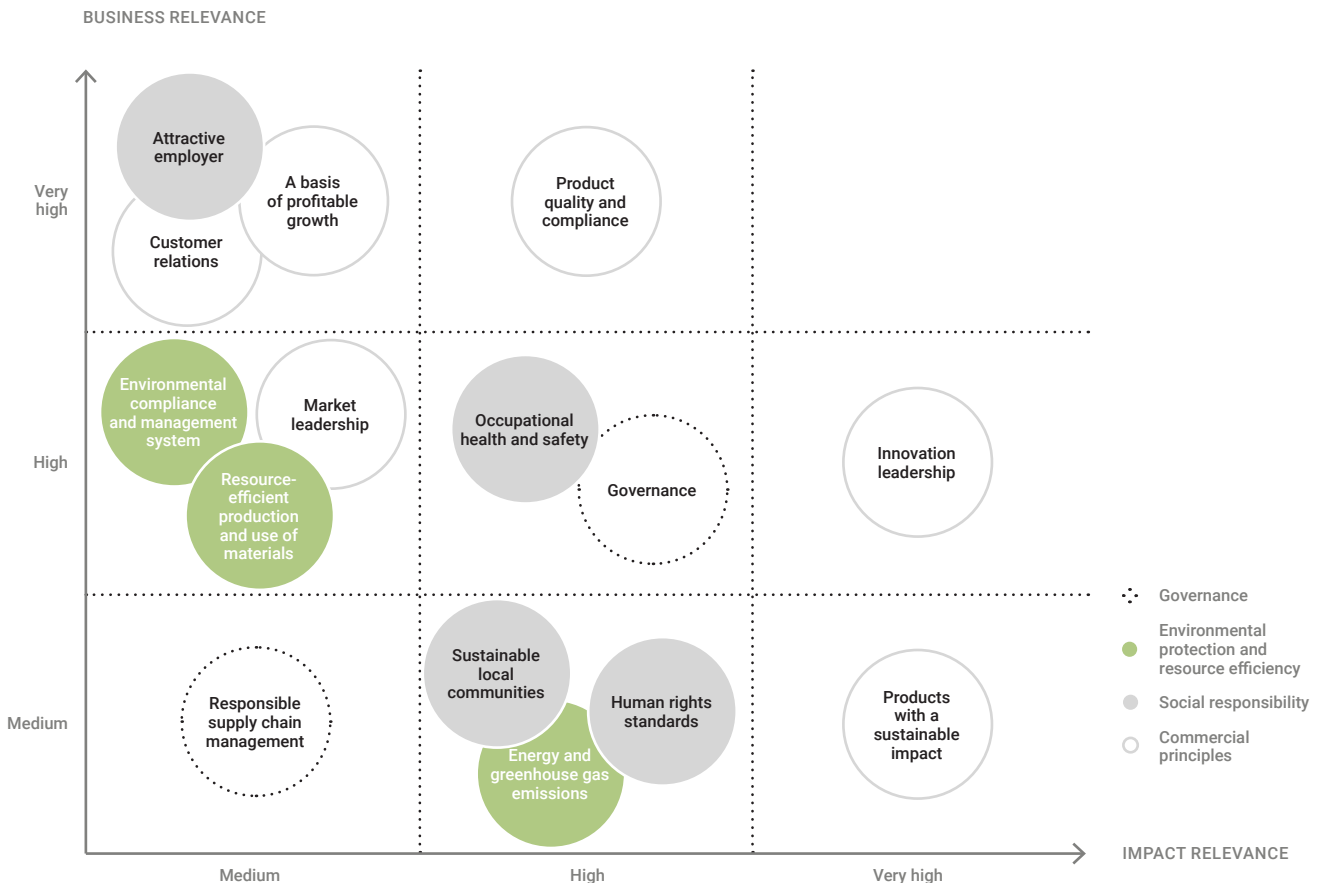 BUSINESS RELEVANCE
Very
high
Attractive
employer
A basis
of profitable
growth
Customer
relations
Product
quality and
compliance
High
Environmental
compliance
and management
system
Market
leadership
Resource-
efficient
production
and use of
materials
Occupational
health and safety
Governance
Innovation
leadership
Medium
Responsible
supply chain
management
Sustainable
local
communities
Human rights
standards
Energy and
greenhouse gas
emissions
Products
with a
sustainable
impact
Governance
Environmental
protection and
resource efficiency
Social responsibility
Commercial
principles
IMPACT RELEVANCE
Medium
High
Very high